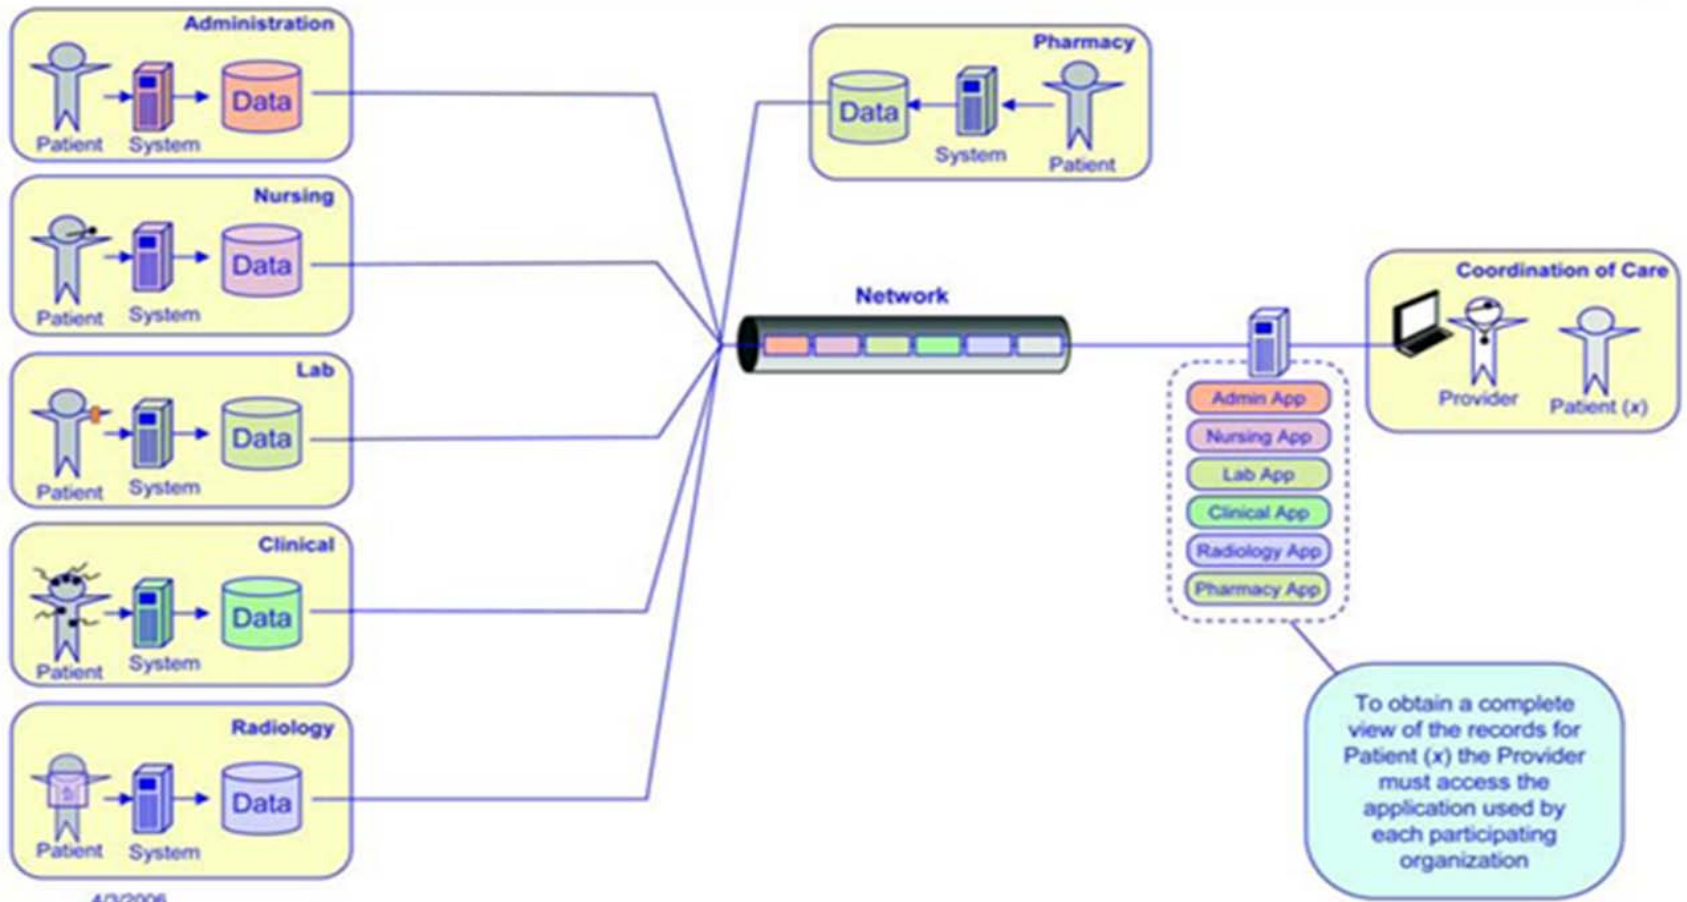 Administration
Data
Patient
System
Nursing
Data
Patient
System
Lab
Data
Patient
System
Clinical
Data
Patient
System
Radiology
Data
Patient
System
4/3/2006
Pharmacy
Data
System
Patient
Network
Admin App
Nursing App
Lab App
Clinical App
Radiology App
Pharmacy App
Coordination of Care
Provider
Patient (x)
To obtain a complete
view of the records for
Patient (x) the Provider
must access the
application used by
each participating
organization